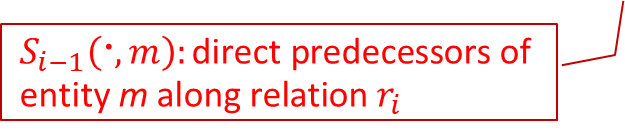 S_{i−1}(·, m): direct predecessors of
entity m along relation r_i